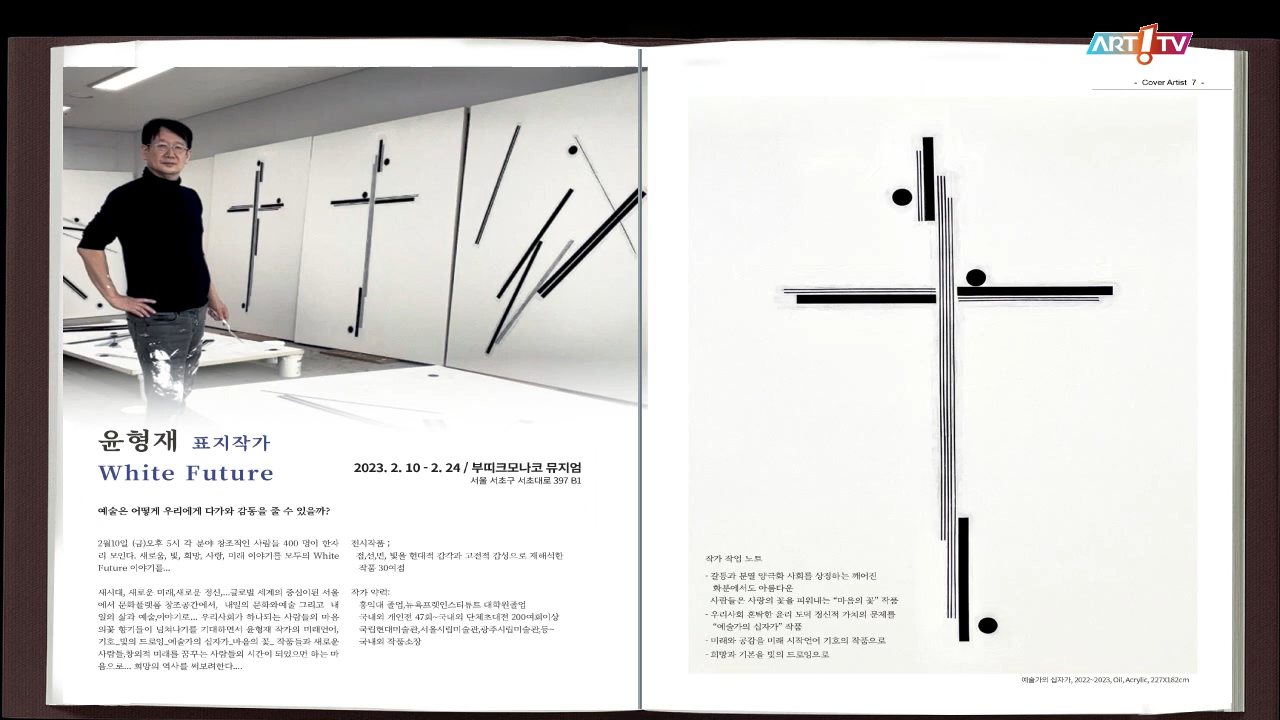 ART!TV
- Cover Artist 7 -
윤형재 표지작가
White Future
2023. 2. 10 - 2. 24 / 부띠크모나코 뮤지엄
서울 서초구 서초대로 397 B1
예술은 어떻게 우리에게 다가와 감동을 줄 수 있을까?
2월10일 (금)오후 5시 각 분야 창조적인 사람들 400 명이 한자
리 모인다. 새로움, 빛, 희망, 사랑, 미래 이야기를 모두의 White
Future 이야기를...
새시대, 새로운 미래,새로운 정신,...글로벌 세계의 중심이된 서울
에서 문화플랫폼 창조공간에서, 내일의 문화와예술 그리고 내
일의 삶과 예술,이야기로... 우리사회가 하나되는 사람들의 마음
의꽃 향기들이 넘쳐나기를 기대하면서 윤형재 작가의 미래언어,
기호, 빛의 드로잉_예술가의 십자가_마음의 꽃_ 작품들과 새로운
사람들,창의적 미래를 꿈꾸는 사람들의 시간이 되었으면 하는 마
음으로... 희망의 역사를 써보려한다....
전시작품 ;
점,선,면, 빛을 현대적 감각과 고전적 감성으로 재해석한
작품 30여점
작가 약력:
홍익대 졸업,뉴욕프렛인스티튜트 대학원졸업
국내외 개인전 47회~국내외 단체초대전 200여회이상
국립현대미술관,서울시립미술관,광주시립미술관,등~
국내외 작품소장
작가 작업 노트
- 갈등과 분열 양극화 사회를 상징하는 깨어진
화분에서도 아름다운
사람들은 사랑의 꽃을 피워내는 "마음의 꽃" 작품
- 우리사회 혼탁한 윤리 도덕 정신적 가치의 문제를
"예술가의 십자가" 작품
- 미래와 공감을 미래 시작언어 기호의 작품으로
- 희망과 기본을 빛의 드로잉으로
예술가의 십자가, 2022~2023, Oil, Acrylic, 227X182cm